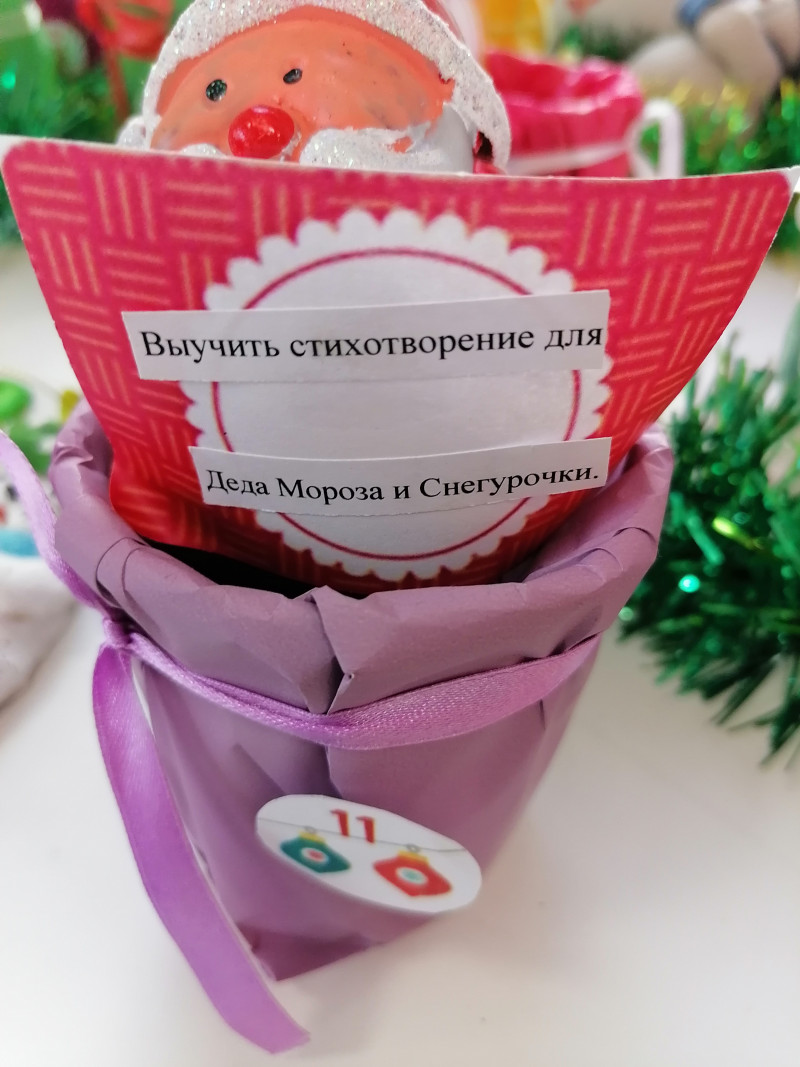 Выучить стихотворение для
Деда Мороза и Снегурочки.
11